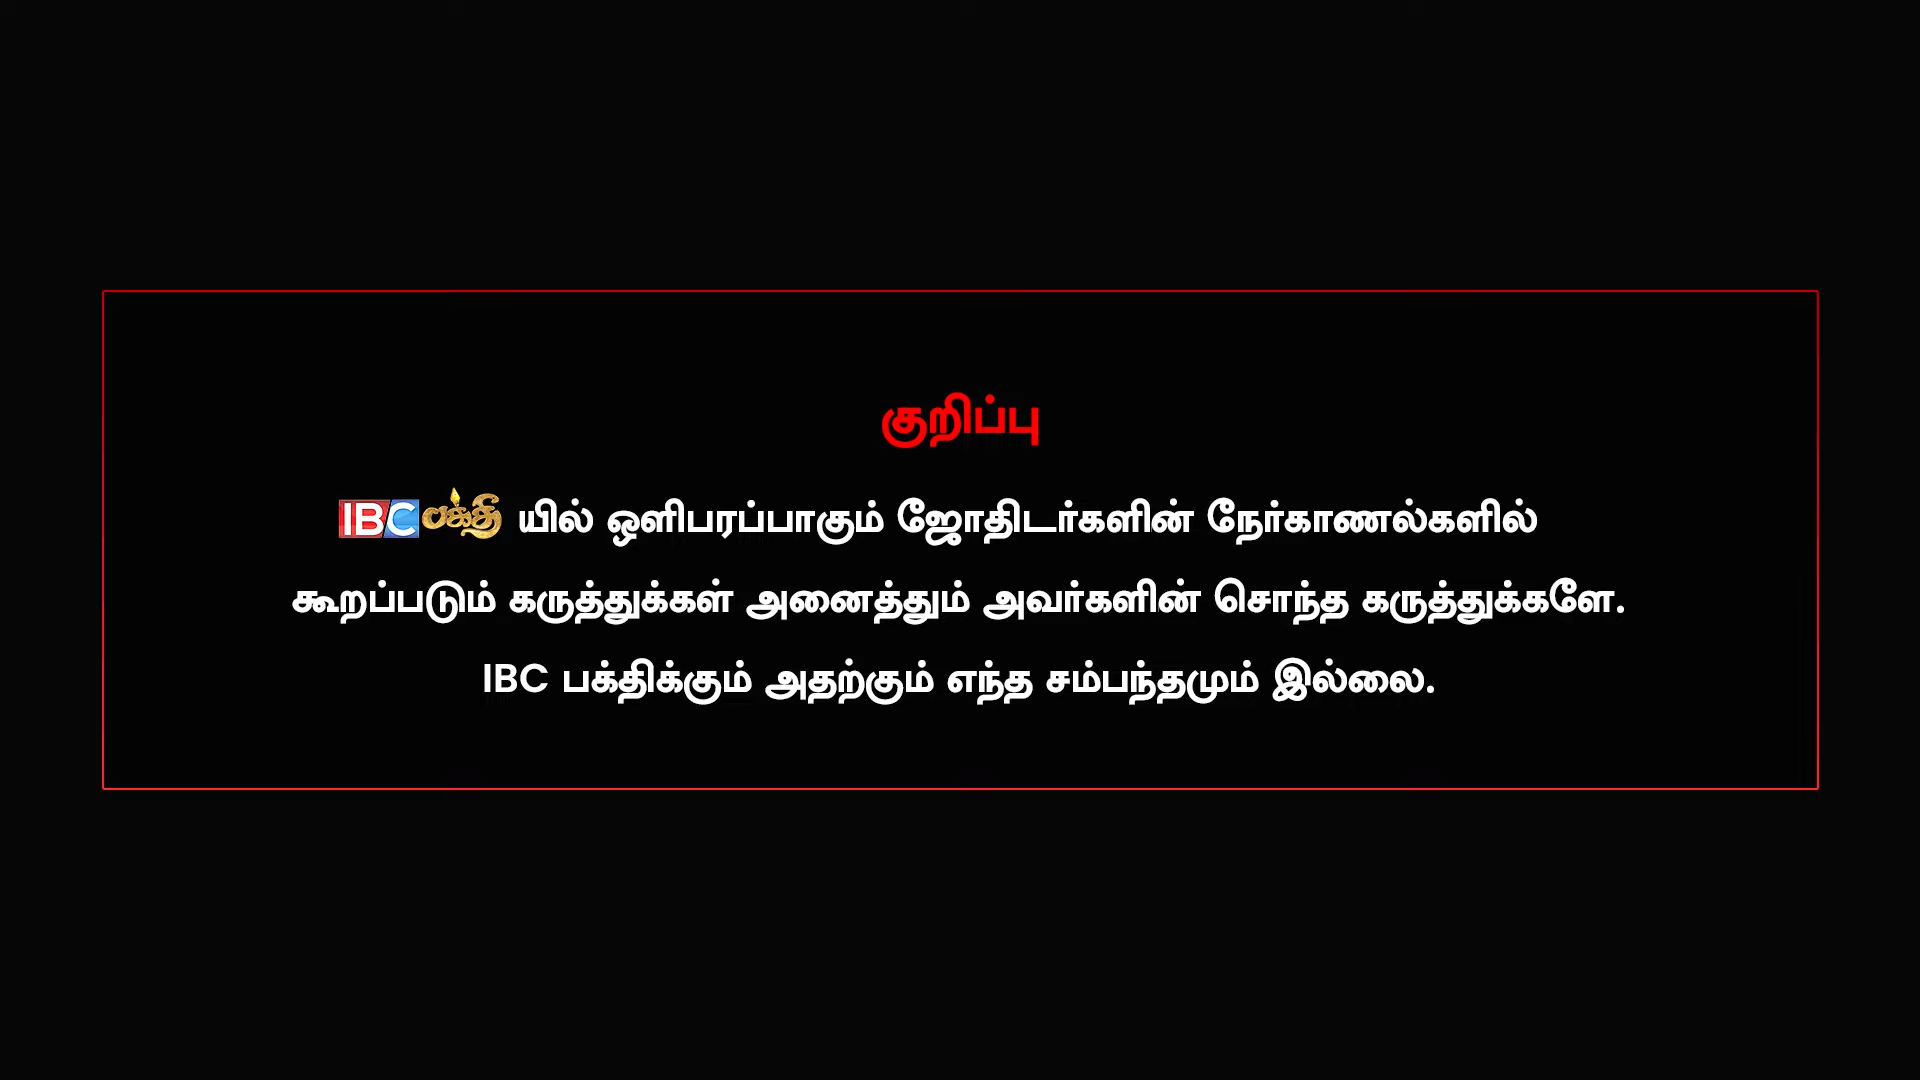 குறிப்பு
IBC பக்தி யில் ஒளிபரப்பாகும் ஜோதிடர்களின் நேர்காணல்களில்
கூறப்படும் கருத்துக்கள் அனைத்தும் அவர்களின் சொந்த கருத்துக்களே.
IBC பக்திக்கும் அதற்கும் எந்த சம்பந்தமும் இல்லை.